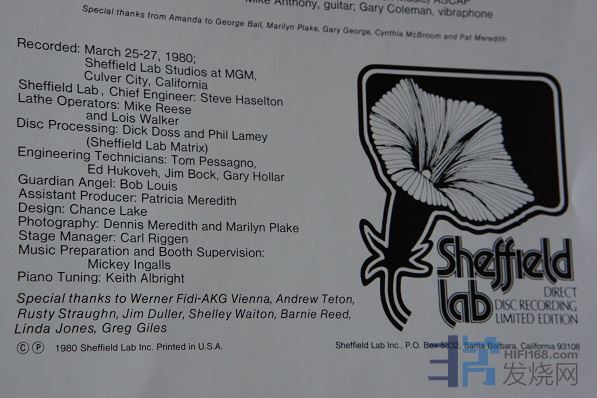 Mike Anthony, guitar; Gary Coleman, vibraphone
Special thanks from Amanda to George Ball, Marilyn Plake, Gary George, Cynthia McBroom and Pat Meredith
Recorded: March 25-27, 1980;
Sheffield Lab Studios at MGM,
Culver City, California
Sheffield Lab, Chief Engineer: Steve Haselton
Lathe Operators: Mike Reese
and Lois Walker
Disc Processing: Dick Doss and Phil Lamey
(Sheffield Lab Matrix)
Engineering Technicians: Tom Pessagno,
Ed Hukoveh, Jim Bock, Gary Hollar
Guardian Angel: Bob Louis
Assistant Producer: Patricia Meredith
Design: Chance Lake
Photography: Dennis Meredith and Marilyn Plake
Stage Manager: Carl Riggen
Music Preparation and Booth Supervision:
Mickey Ingalls
Piano Tuning: Keith Albright
Special thanks to Werner Fidi-AKG Vienna, Andrew Teton,
Rusty Straughn, Jim Duller, Shelley Waiton, Barnie Reed,
Linda Jones, Greg Giles
Ⓒ Ⓟ 1980 Sheffield Lab Inc. Printed in U.S.A.
Sheffield
lab
DIRECT
DISC RECORDING
LIMITED EDITION
Sheffield Lab Inc., P.O. Box 5832, Santa Barbara, California 93108
HIFI168.com
发烧网